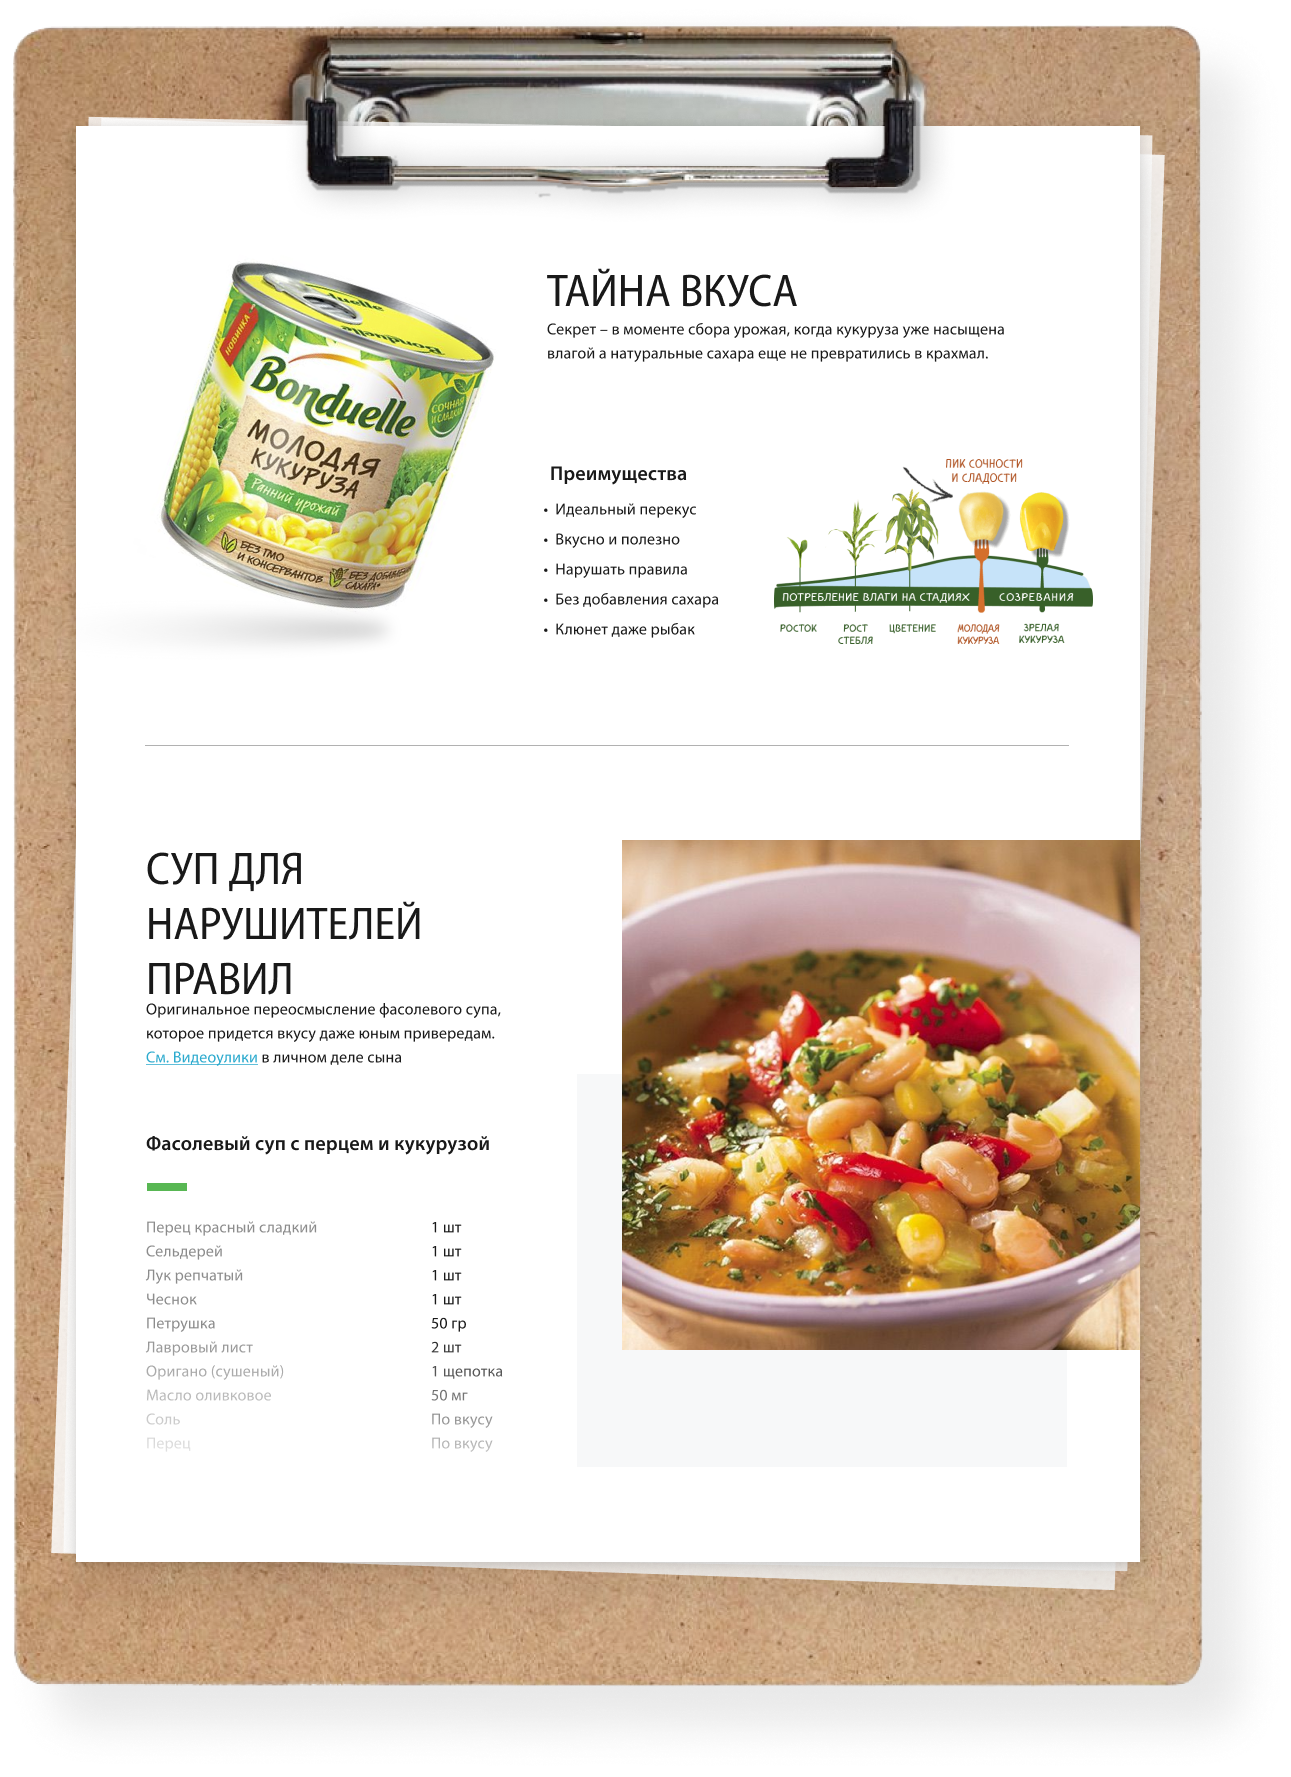 Bonduelle
Bonduelle
НОВИНКА
Bonduelle
СОЧНАЯ
И СЛАДКАЯ
МОЛОДАЯ
КУКУРУЗА
Ранний урожай
БЕЗ ГМО
И КОНСЕРВАНТОВ
БЕЗ ДОБАВЛЕНИЯ
САХАРА*
ТАЙНА ВКУСА
Секрет – в моменте сбора урожая, когда кукуруза уже насыщена
влагой а натуральные сахара еще не превратились в крахмал.
Преимущества
• Идеальный перекус
• Вкусно и полезно
• Нарушать правила
• Без добавления сахара
• Клюнет даже рыбак
ПИК СОЧНОСТИ
И СЛАДОСТИ
ПОТРЕБЛЕНИЕ ВЛАГИ НА СТАДИЯХ СОЗРЕВАНИЯ
РОСТОК
РОСТ
СТЕБЛЯ
ЦВЕТЕНИЕ
МОЛОДАЯ
КУКУРУЗА
ЗРЕЛАЯ
КУКУРУЗА
СУП ДЛЯ
НАРУШИТЕЛЕЙ
ПРАВИЛ
Оригинальное переосмысление фасолевого супа,
которое придется вкусу даже юным привередам.
См. Видеоулики в личном деле сына
Фасолевый суп с перцем и кукурузой
Перец красный сладкий 1 шт
Сельдерей 1 шт
Лук репчатый 1 шт
Чеснок 1 шт
Петрушка 50 гр
Лавровый лист 2 шт
Оригано (сушеный) 1 щепотка
Масло оливковое 50 мг
Соль По вкусу
Перец По вкусу